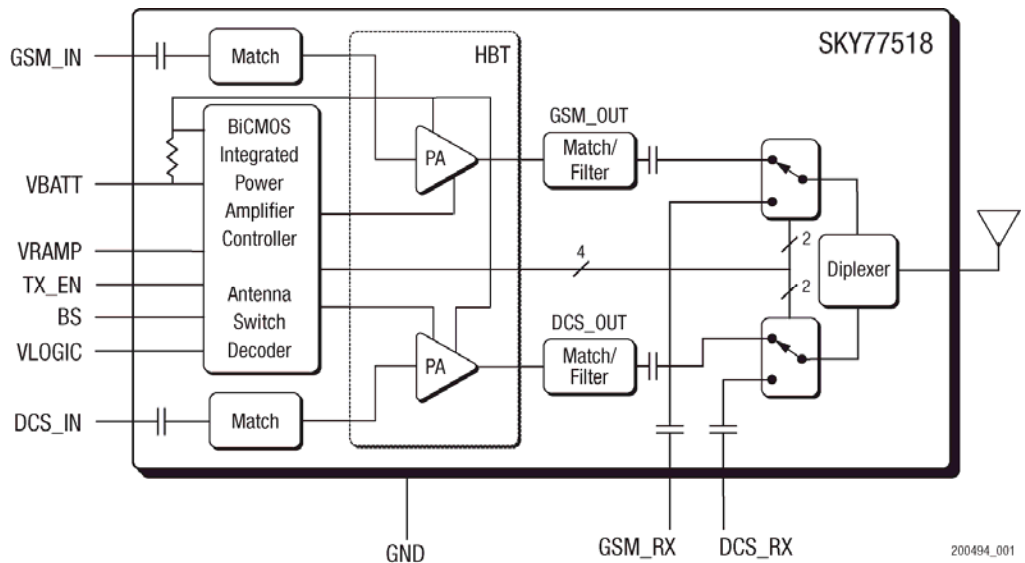 SKY77518
GSM_IN
Match
HBT
BiCMOS
Integrated
Power
Amplifier
Controller
Antenna
Switch
Decoder
VBATT
VRAMP
TX_EN
BS
VLOGIC
DCS_IN
Match
PA
PA
GSM_OUT
Match/
Filter
4
2
2
Diplexer
DCS_OUT
Match/
Filter
GND
GSM_RX
DCS_RX
200494_001